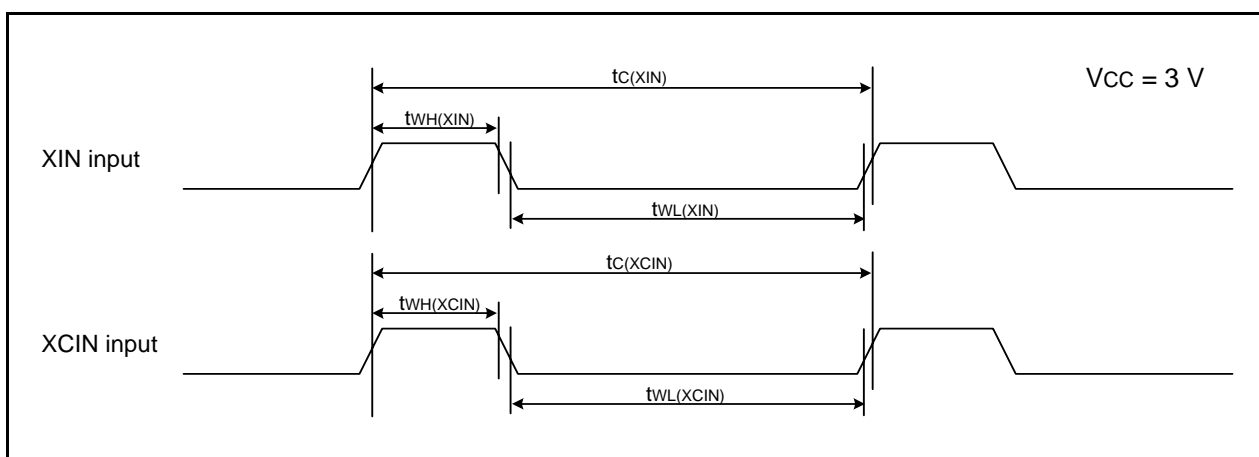 tC(XIN)
VCC = 3 V
tWH(XIN)
XIN input
tWL(XIN)
tC(XCIN)
tWH(XCIN)
XCIN input
tWL(XCIN)